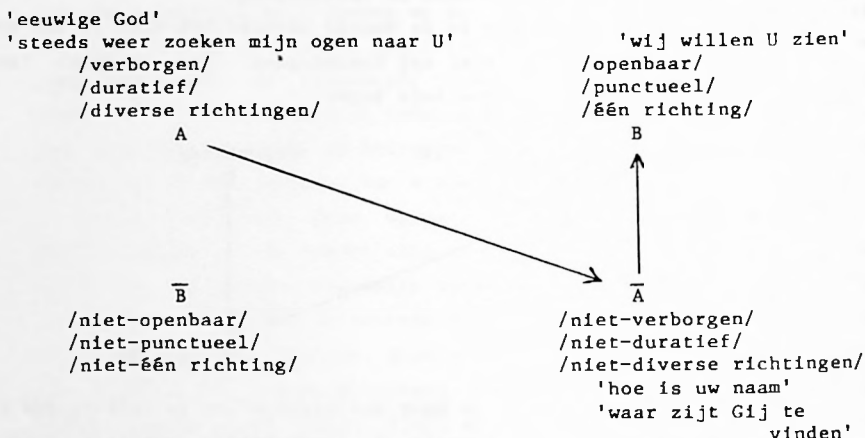 'eeuwige God'
'steeds weer zoeken mijn ogen naar U'
/verborgen/
/duratief/
/diverse richtingen/
A
'wij willen U zien'
/openbaar/
/punctueel/
/één richting/
B
B̅
/niet-openbaar/
/niet-punctueel/
/niet-één richting/
A̅
/niet-verborgen/
/niet-duratief/
/niet-diverse richtingen/
'hoe is uw naam'
'waar zijt Gij te
vinden'